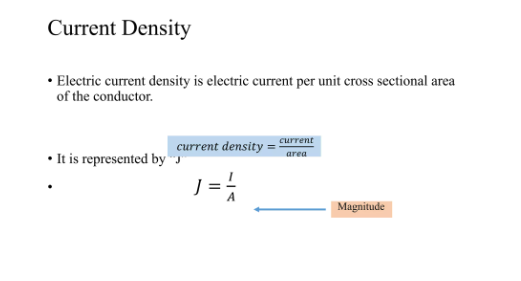 Current Density
• Electric current density is electric current per unit cross sectional area
of the conductor.
current density = current/area
• It is represented by "J
•
J = I/A
Magnitude